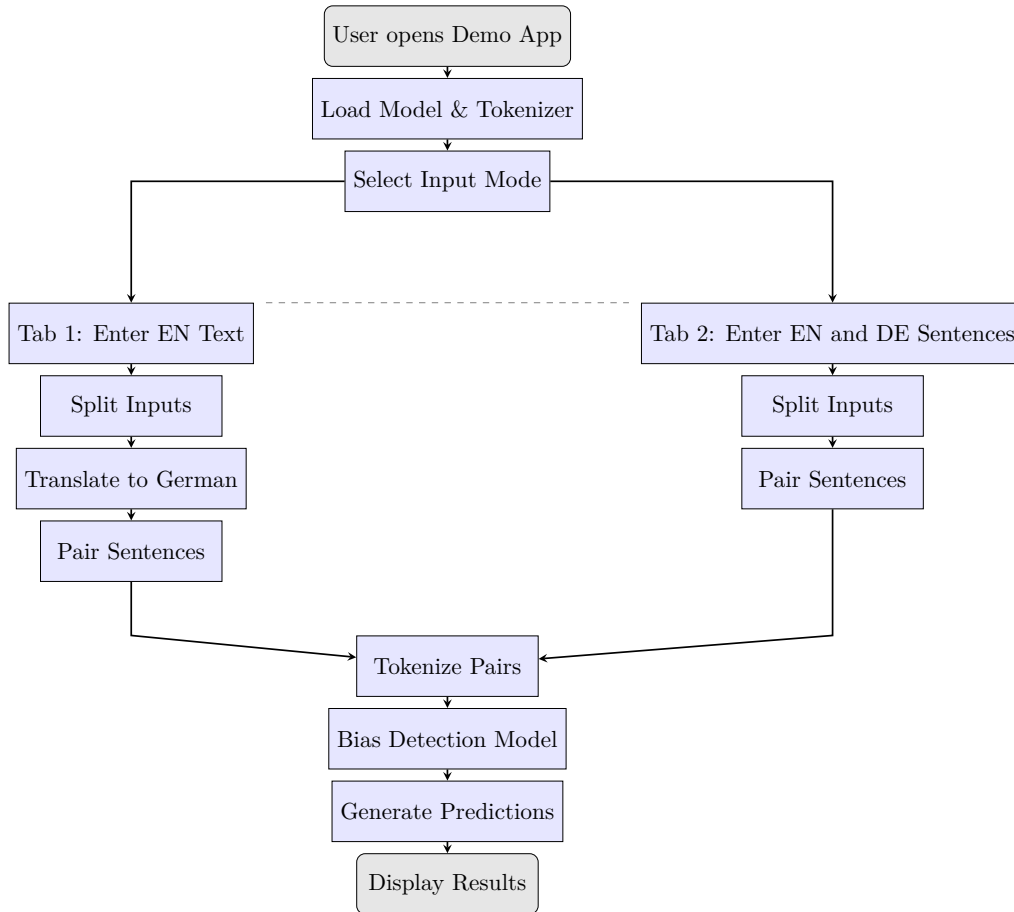 User opens Demo App
Load Model & Tokenizer
Select Input Mode
Tab 1: Enter EN Text
Split Inputs
Translate to German
Pair Sentences
Tab 2: Enter EN and DE Sentences
Split Inputs
Pair Sentences
Tokenize Pairs
Bias Detection Model
Generate Predictions
Display Results